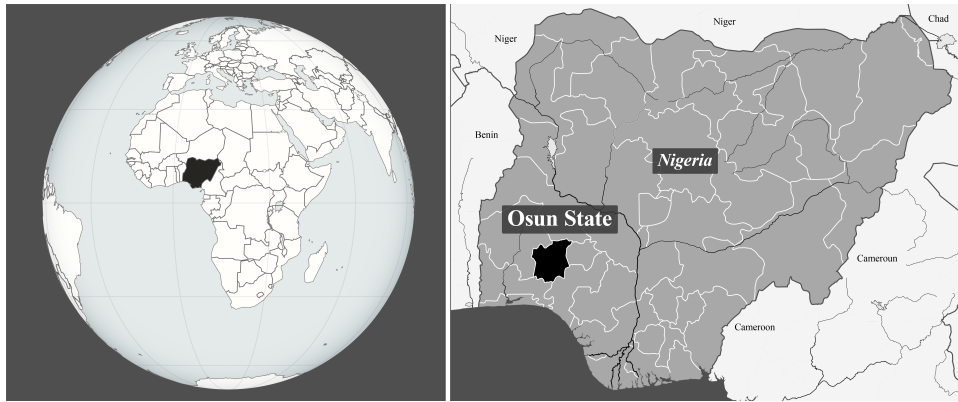 Niger
Chad
Niger
Benin
Nigeria
Osun State
Cameroun
Cameroon